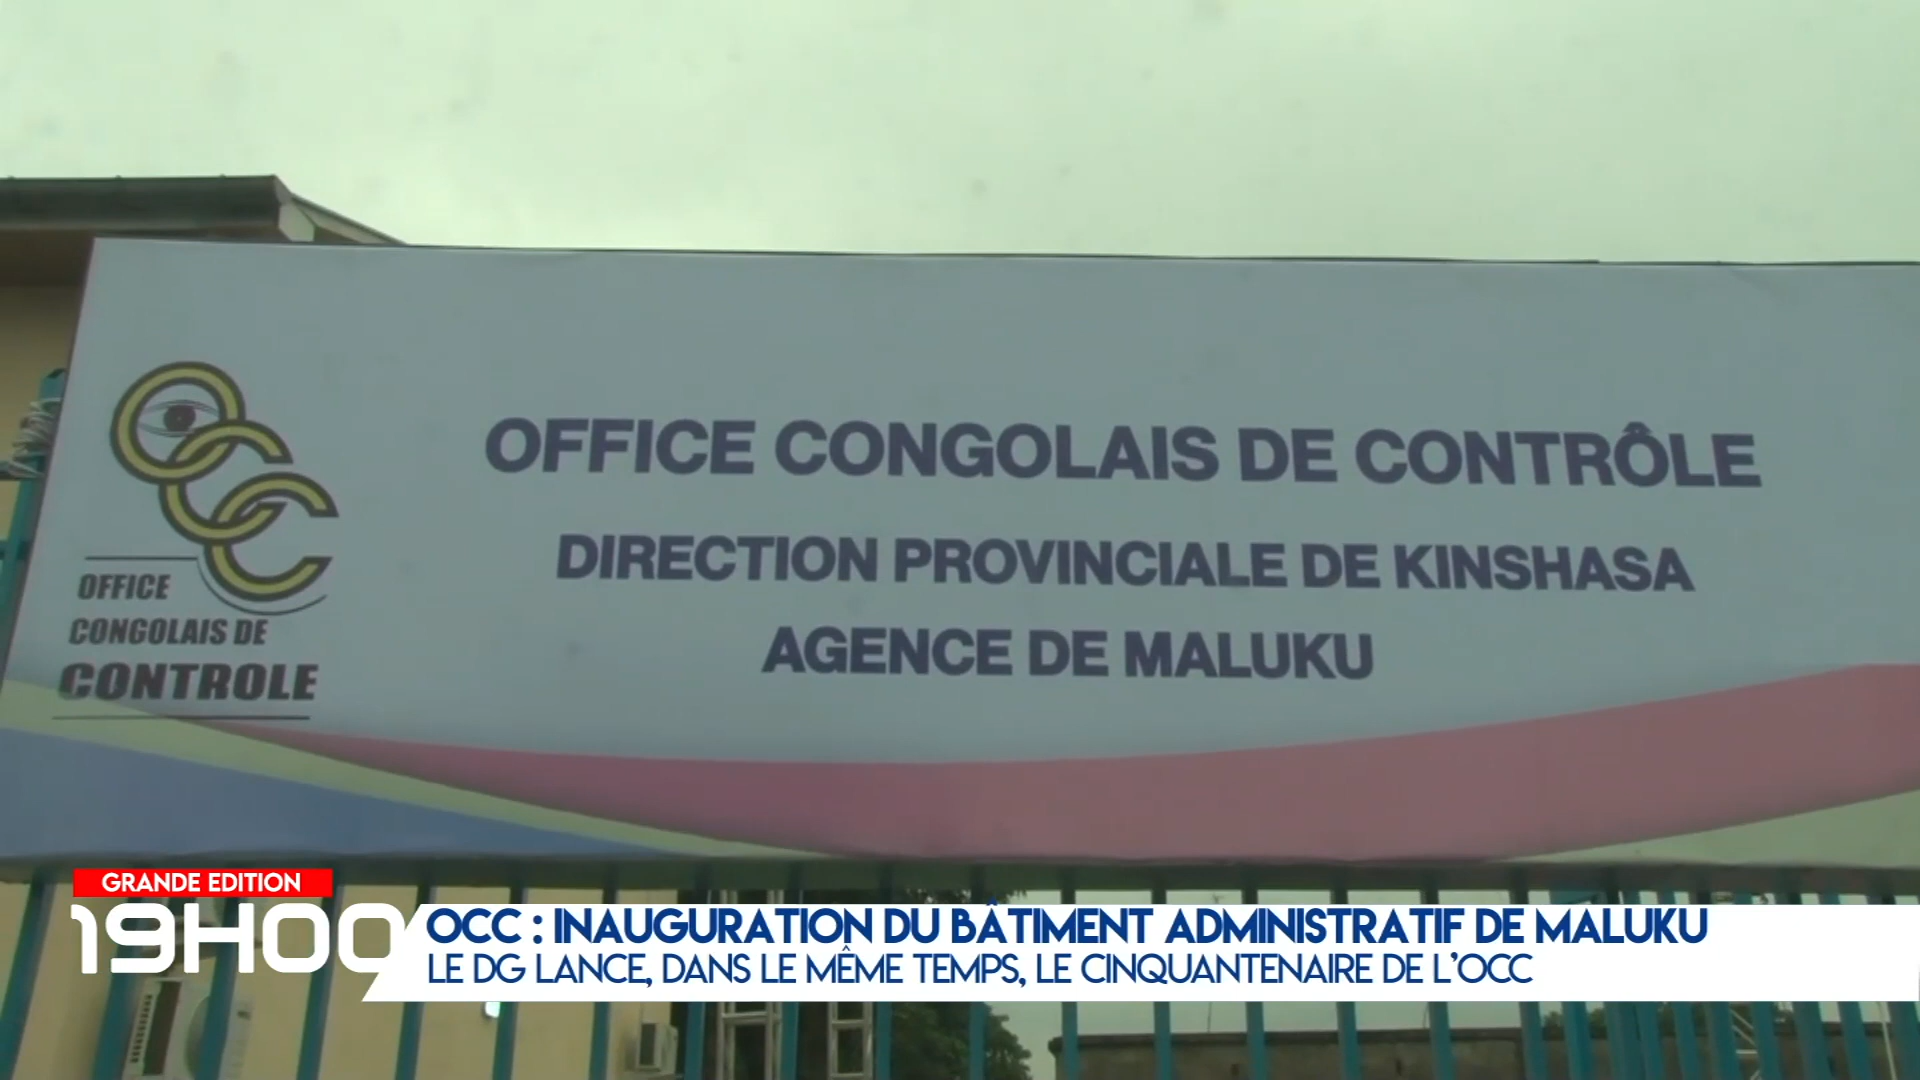 OCC
OFFICE
CONGOLAIS DE
CONTROLE
OFFICE CONGOLAIS DE CONTRÔLE
DIRECTION PROVINCIALE DE KINSHASA
AGENCE DE MALUKU
GRANDE EDITION
19H00
OCC : INAUGURATION DU BÂTIMENT ADMINISTRATIF DE MALUKU
LE DG LANCE, DANS LE MÊME TEMPS, LE CINQUANTENAIRE DE L'OCC